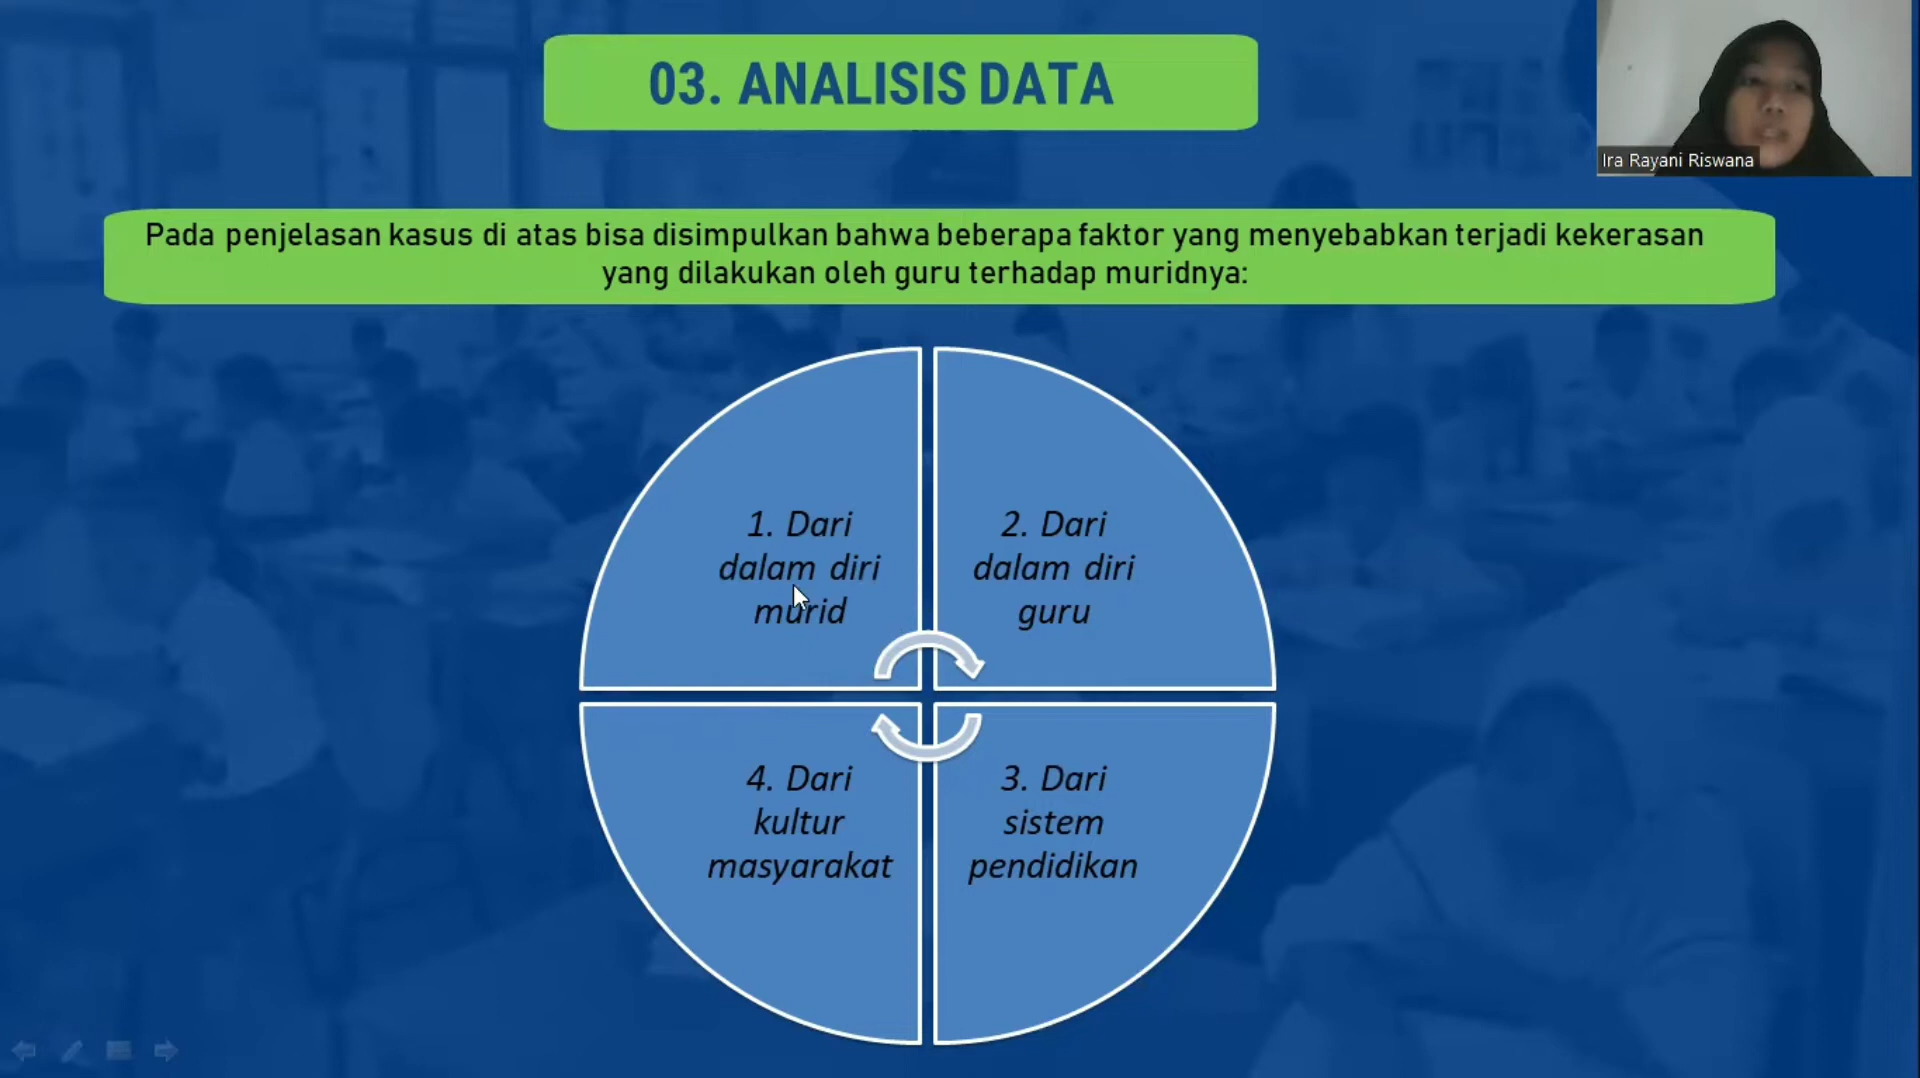 03. ANALISIS DATA
Ira Rayani Riswana
Pada penjelasan kasus di atas bisa disimpulkan bahwa beberapa faktor yang menyebabkan terjadi kekerasan
yang dilakukan oleh guru terhadap muridnya:
1. Dari
dalam diri
murid
2. Dari
dalam diri
guru
4. Dari
kultur
masyarakat
3. Dari
sistem
pendidikan